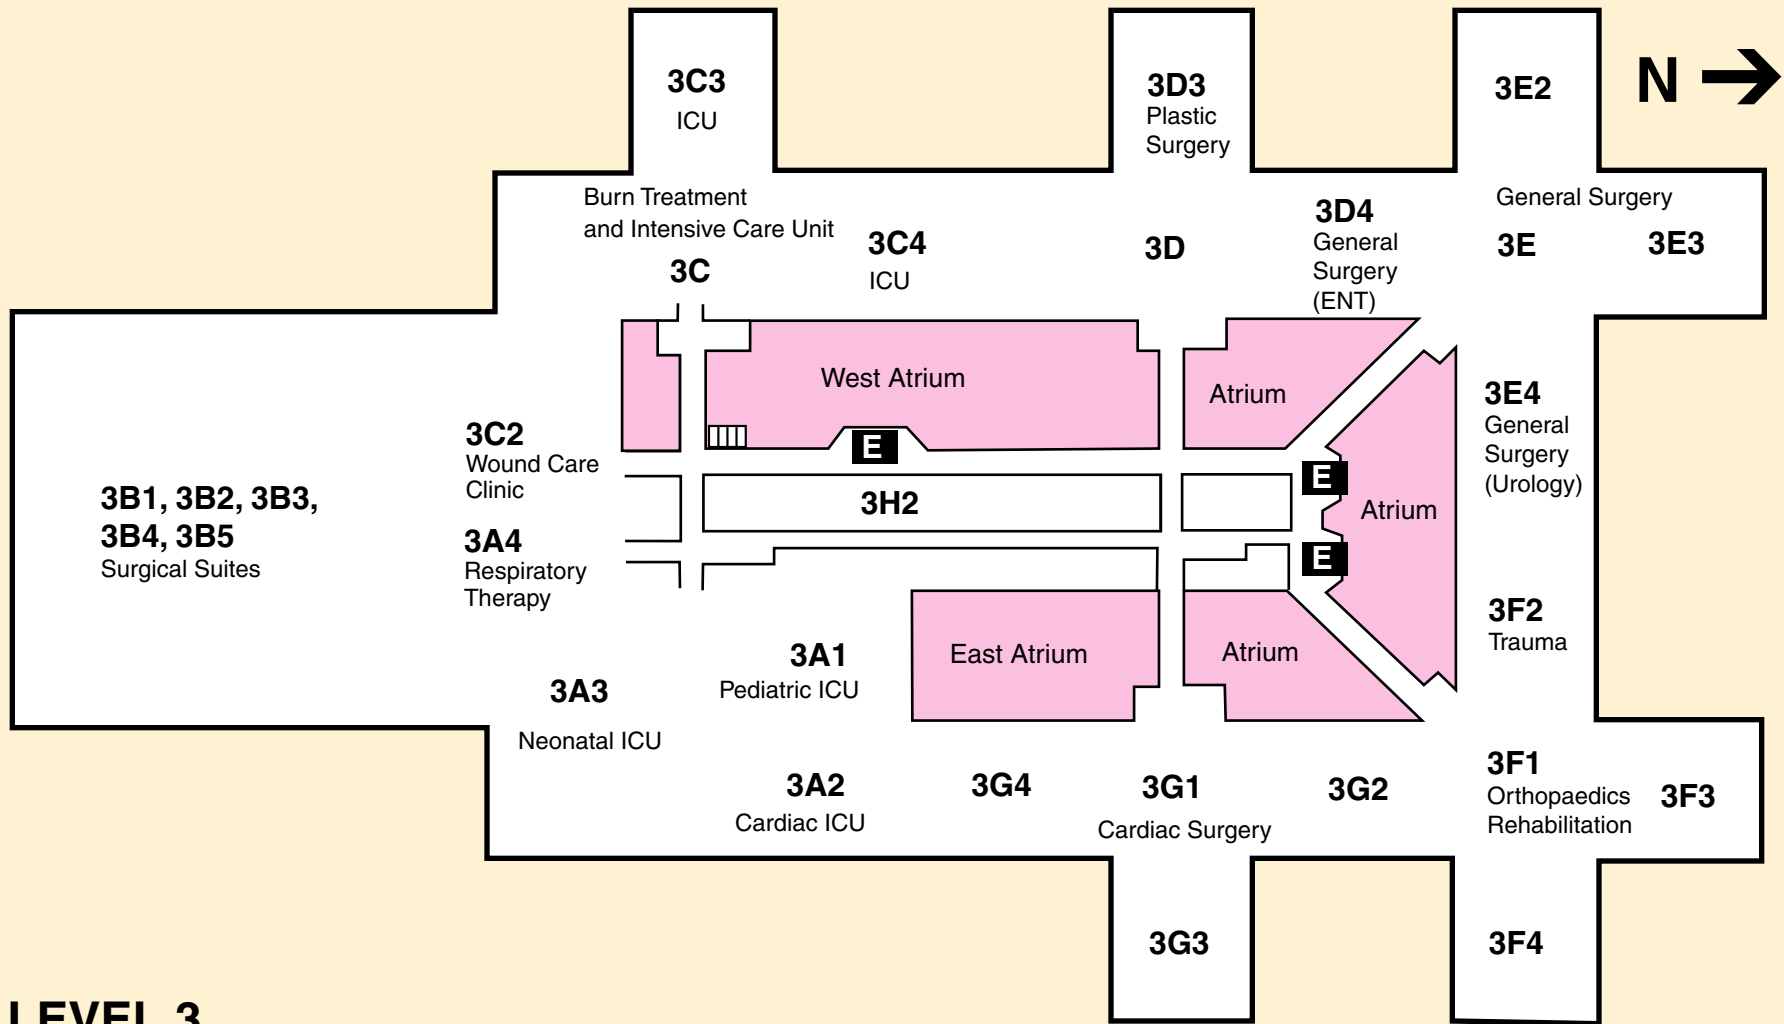 3C3
ICU
3D3
Plastic
Surgery
3E2
N
Burn Treatment
and Intensive Care Unit
3C
3C4
ICU
3D
3D4
General
Surgery
(ENT)
General Surgery
3E
3E3
West Atrium
Atrium
3E4
General
Surgery
(Urology)
3C2
Wound Care
Clinic
E
E
3B1, 3B2, 3B3,
3B4, 3B5
Surgical Suites
3H2
Atrium
3A4
Respiratory
Therapy
E
3F2
Trauma
3A1
Pediatric ICU
East Atrium
Atrium
3A3
Neonatal ICU
3A2
Cardiac ICU
3G4
3G1
Cardiac Surgery
3G2
3F1
Orthopaedics
Rehabilitation
3F3
3G3
3F4
LEVEL 3